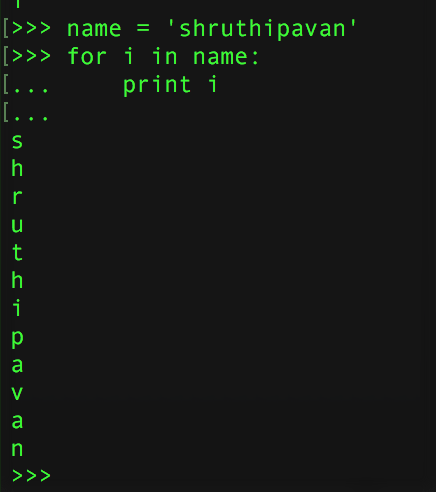 [>>> name = 'shruthipavan'
[>>> for i in name:
[...     print i
[...
s
h
r
u
t
h
i
p
a
v
a
n
>>>